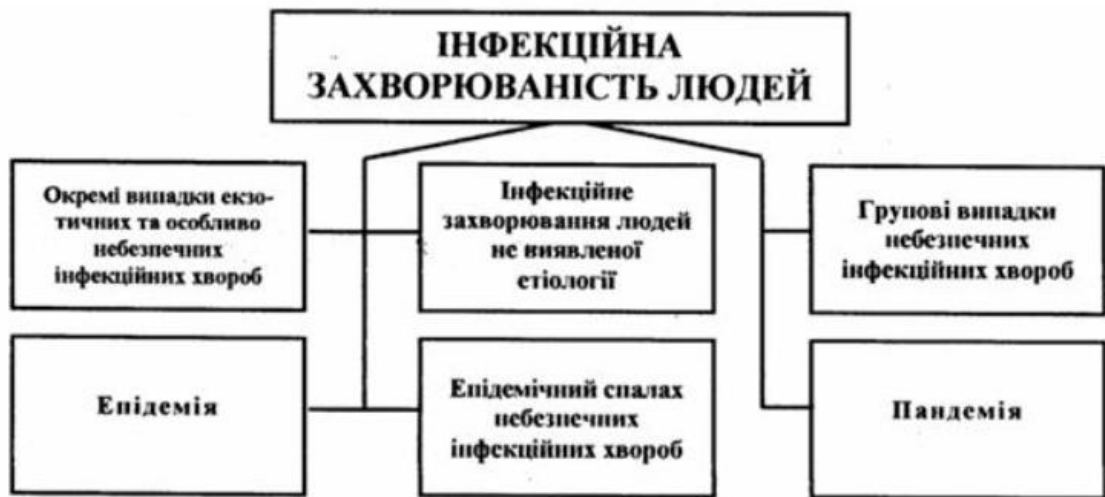 ІНФЕКЦІЙНА
ЗАХВОРЮВАНІСТЬ ЛЮДЕЙ
Окремі випадки екзо-
тичних та особливо
небезпечних
інфекційних хвороб
Інфекційне
захворювання людей
не виявленої
етіології
Групові випадки
небезпечних
інфекційних хвороб
Епідемія
Епідемічний спалах
небезпечних
інфекційних хвороб
Пандемія